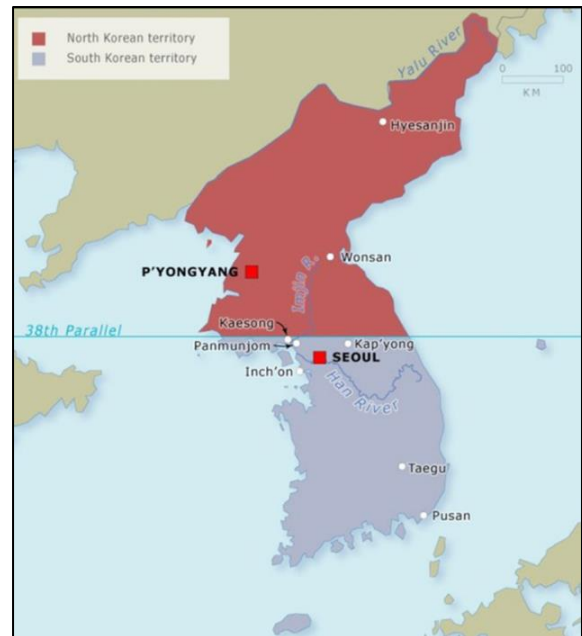 North Korean territory
South Korean territory
Yalu River
0 100
KM
Hyesanjin
Wonsan
P'YONGYANG
Imjin R.
38th Parallel
Kaesong
Panmunjom
Kap'yong
SEOUL
Inch'on
Han River
Taegu
Pusan